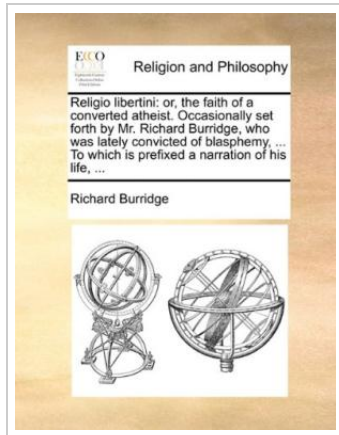 ECCO
Religion and Philosophy
Religio libertini: or, the faith of a
converted atheist. Occasionally set
forth by Mr. Richard Burridge, who
was lately convicted of blasphemy, ...
To which is prefixed a narration of his
life, ...
Richard Burridge